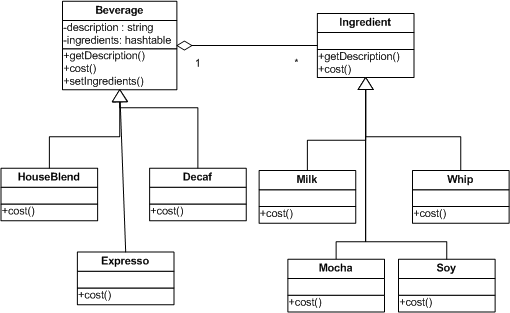 Beverage
-description : string
-ingredients: hashtable
+getDescription()
+cost()
+setIngredients()
1
*
Ingredient
+getDescription()
+cost()
HouseBlend
+cost()
Decaf
+cost()
Milk
+cost()
Whip
+cost()
Expresso
+cost()
Mocha
+cost()
Soy
+cost()